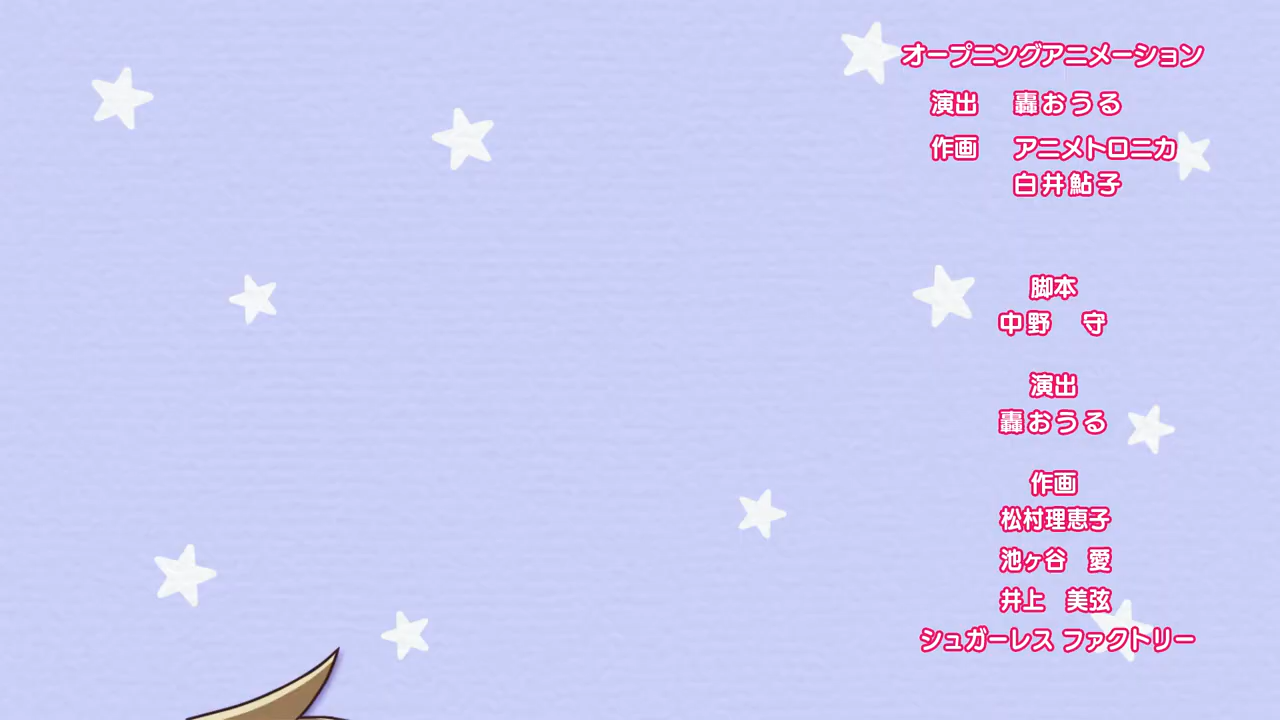 オープニングアニメーション
演出　轟おうる
作画　アニメトロニカ
白井鮎子
脚本
中野　守
演出
轟おうる
作画
松村理恵子
池ヶ谷　愛
井上　美弦
シュガーレス ファクトリー